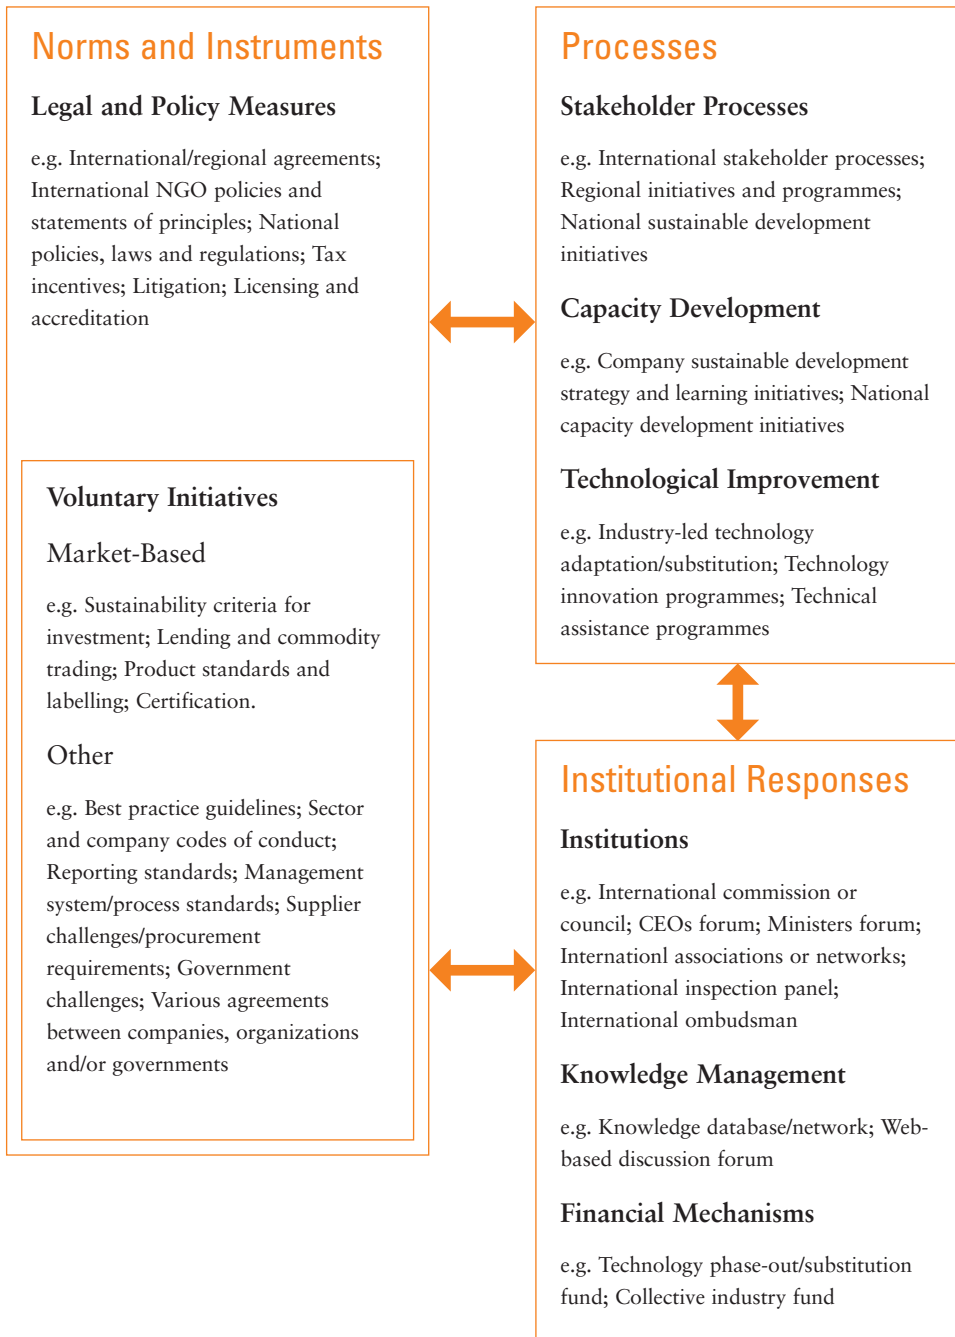 Norms and Instruments
Legal and Policy Measures
e.g. International/regional agreements;
International NGO policies and
statements of principles; National
policies, laws and regulations; Tax
incentives; Litigation; Licensing and
accreditation
Voluntary Initiatives
Market-Based
e.g. Sustainability criteria for
investment; Lending and commodity
trading; Product standards and
labelling; Certification.
Other
e.g. Best practice guidelines; Sector
and company codes of conduct;
Reporting standards; Management
system/process standards; Supplier
challenges/procurement
requirements; Government
challenges; Various agreements
between companies, organizations
and/or governments
Processes
Stakeholder Processes
e.g. International stakeholder processes;
Regional initiatives and programmes;
National sustainable development
initiatives
Capacity Development
e.g. Company sustainable development
strategy and learning initiatives; National
capacity development initiatives
Technological Improvement
e.g. Industry-led technology
adaptation/substitution; Technology
innovation programmes; Technical
assistance programmes
Institutional Responses
Institutions
e.g. International commission or
council; CEOs forum; Ministers forum;
Internationl associations or networks;
International inspection panel;
International ombudsman
Knowledge Management
e.g. Knowledge database/network; Web-
based discussion forum
Financial Mechanisms
e.g. Technology phase-out/substitution
fund; Collective industry fund